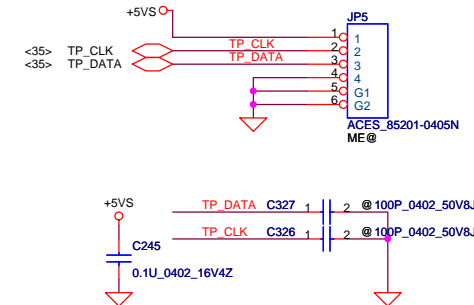 +5VS
JP5
1 1
<35> TP_CLK TP_CLK 2 2
<35> TP_DATA TP_DATA 3 3
4 4
5 G1
6 G2
ACES_85201-0405N
ME@
+5VS
TP_DATA C327 1 2 @100P_0402_50V8J
TP_CLK C326 1 2 @100P_0402_50V8J
C245
0.1U_0402_16V4Z